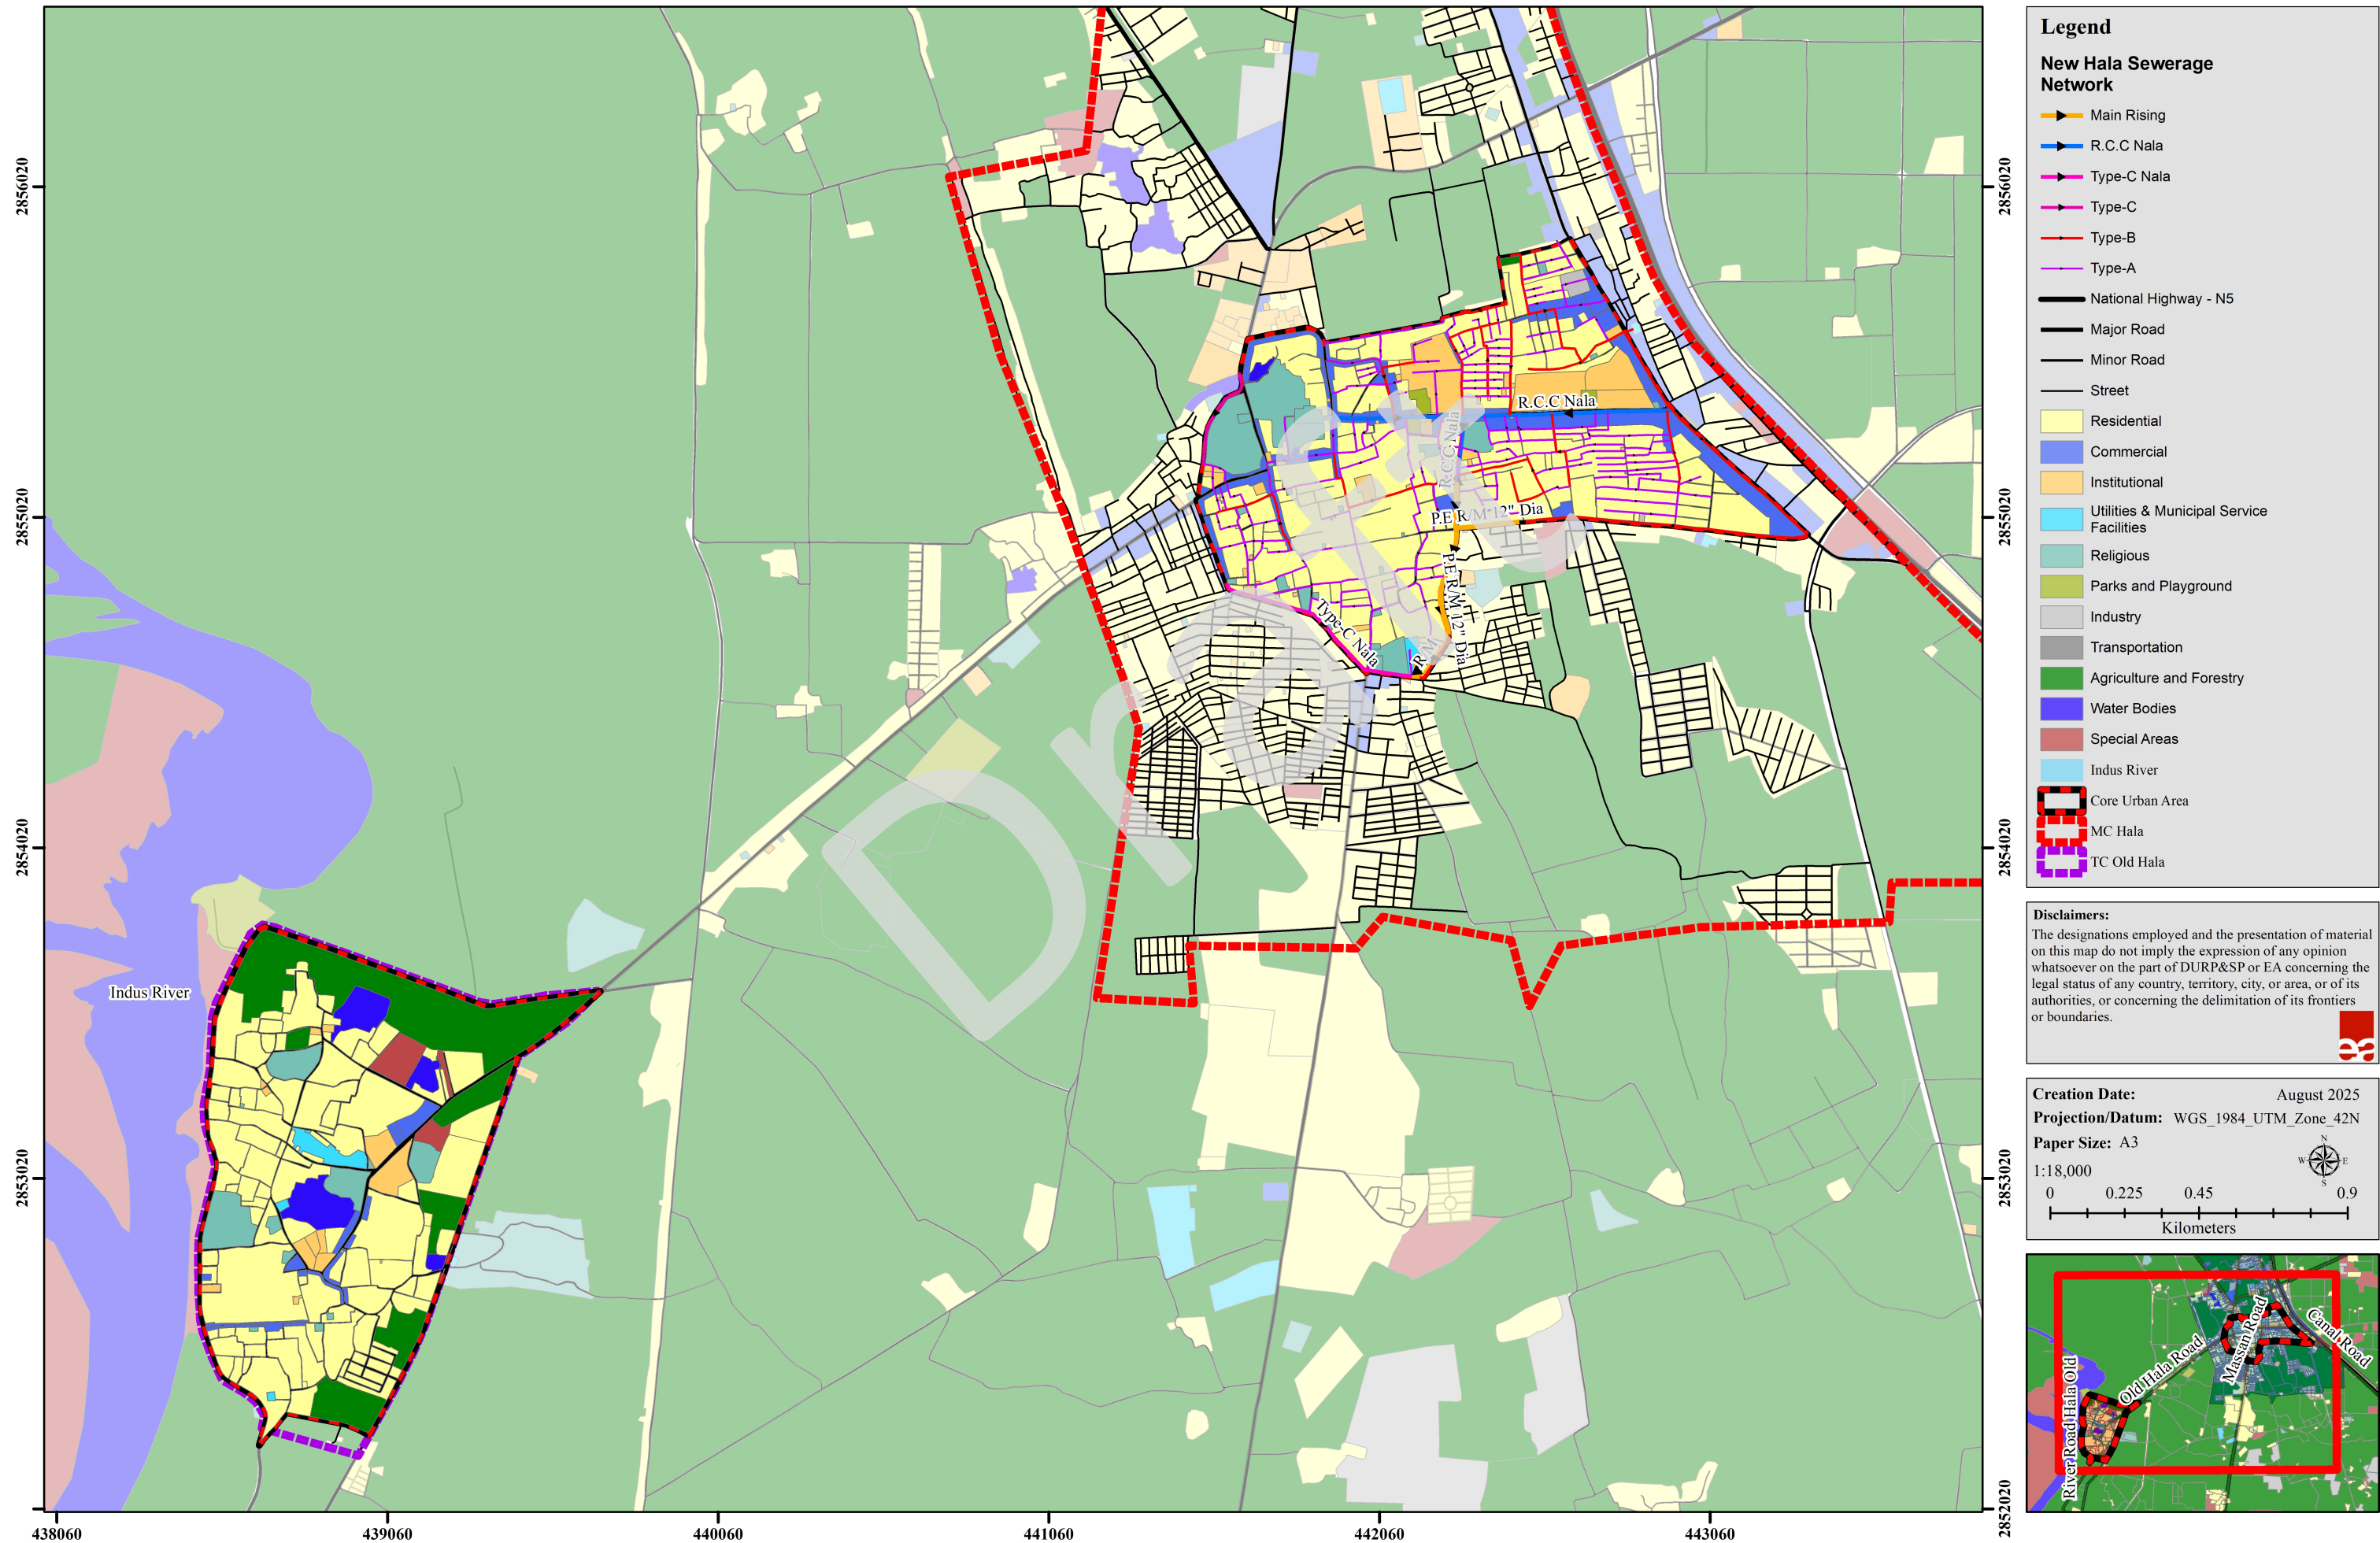 Legend
New Hala Sewerage
Network
Main Rising
R.C.C Nala
Type-C Nala
Type-C
Type-B
Type-A
National Highway - N5
Major Road
Minor Road
Street
Residential
Commercial
Institutional
Utilities & Municipal Service
Facilities
Religious
Parks and Playground
Industry
Transportation
Agriculture and Forestry
Water Bodies
Special Areas
Indus River
Core Urban Area
MC Hala
TC Old Hala
Disclaimers:
The designations employed and the presentation of material
on this map do not imply the expression of any opinion
whatsoever on the part of DURP&SP or EA concerning the
legal status of any country, territory, city, or area, or of its
authorities, or concerning the delimitation of its frontiers
or boundaries.
ea
Creation Date: August 2025
Projection/Datum: WGS_1984_UTM_Zone_42N
Paper Size: A3
1:18,000
N
W E
S
0 0.225 0.45 0.9
Kilometers
River Road Hala Old
Old Hala Road
Massan Road
Canal Road
R.C.C Nala
R.C.C Nala
P.E R/M 12" Dia
P.E R/M 12" Dia
Type-C Nala
R/M
Indus River
Draft
2856020
2855020
2854020
2853020
2856020
2855020
2854020
2853020
2852020
438060
439060
440060
441060
442060
443060